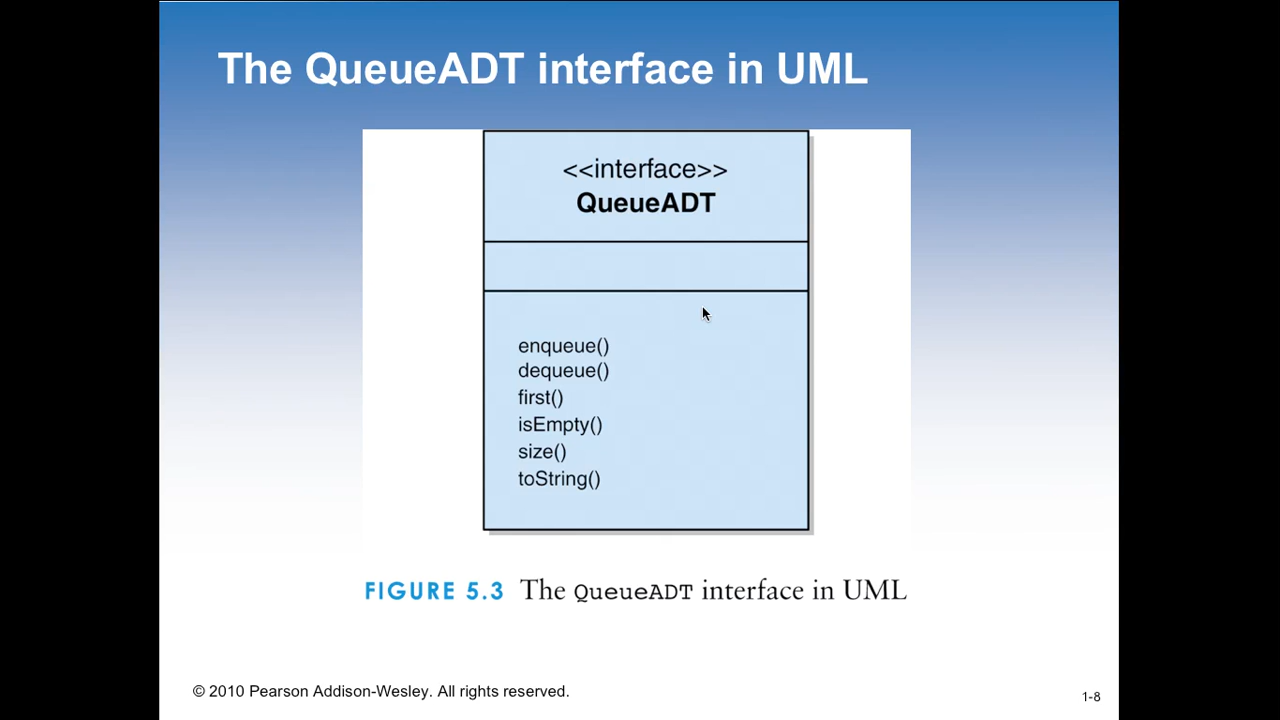 The QueueADT interface in UML
<<interface>>
QueueADT
enqueue()
dequeue()
first()
isEmpty()
size()
toString()
FIGURE 5.3 The QueueADT interface in UML
© 2010 Pearson Addison-Wesley. All rights reserved.
1-8